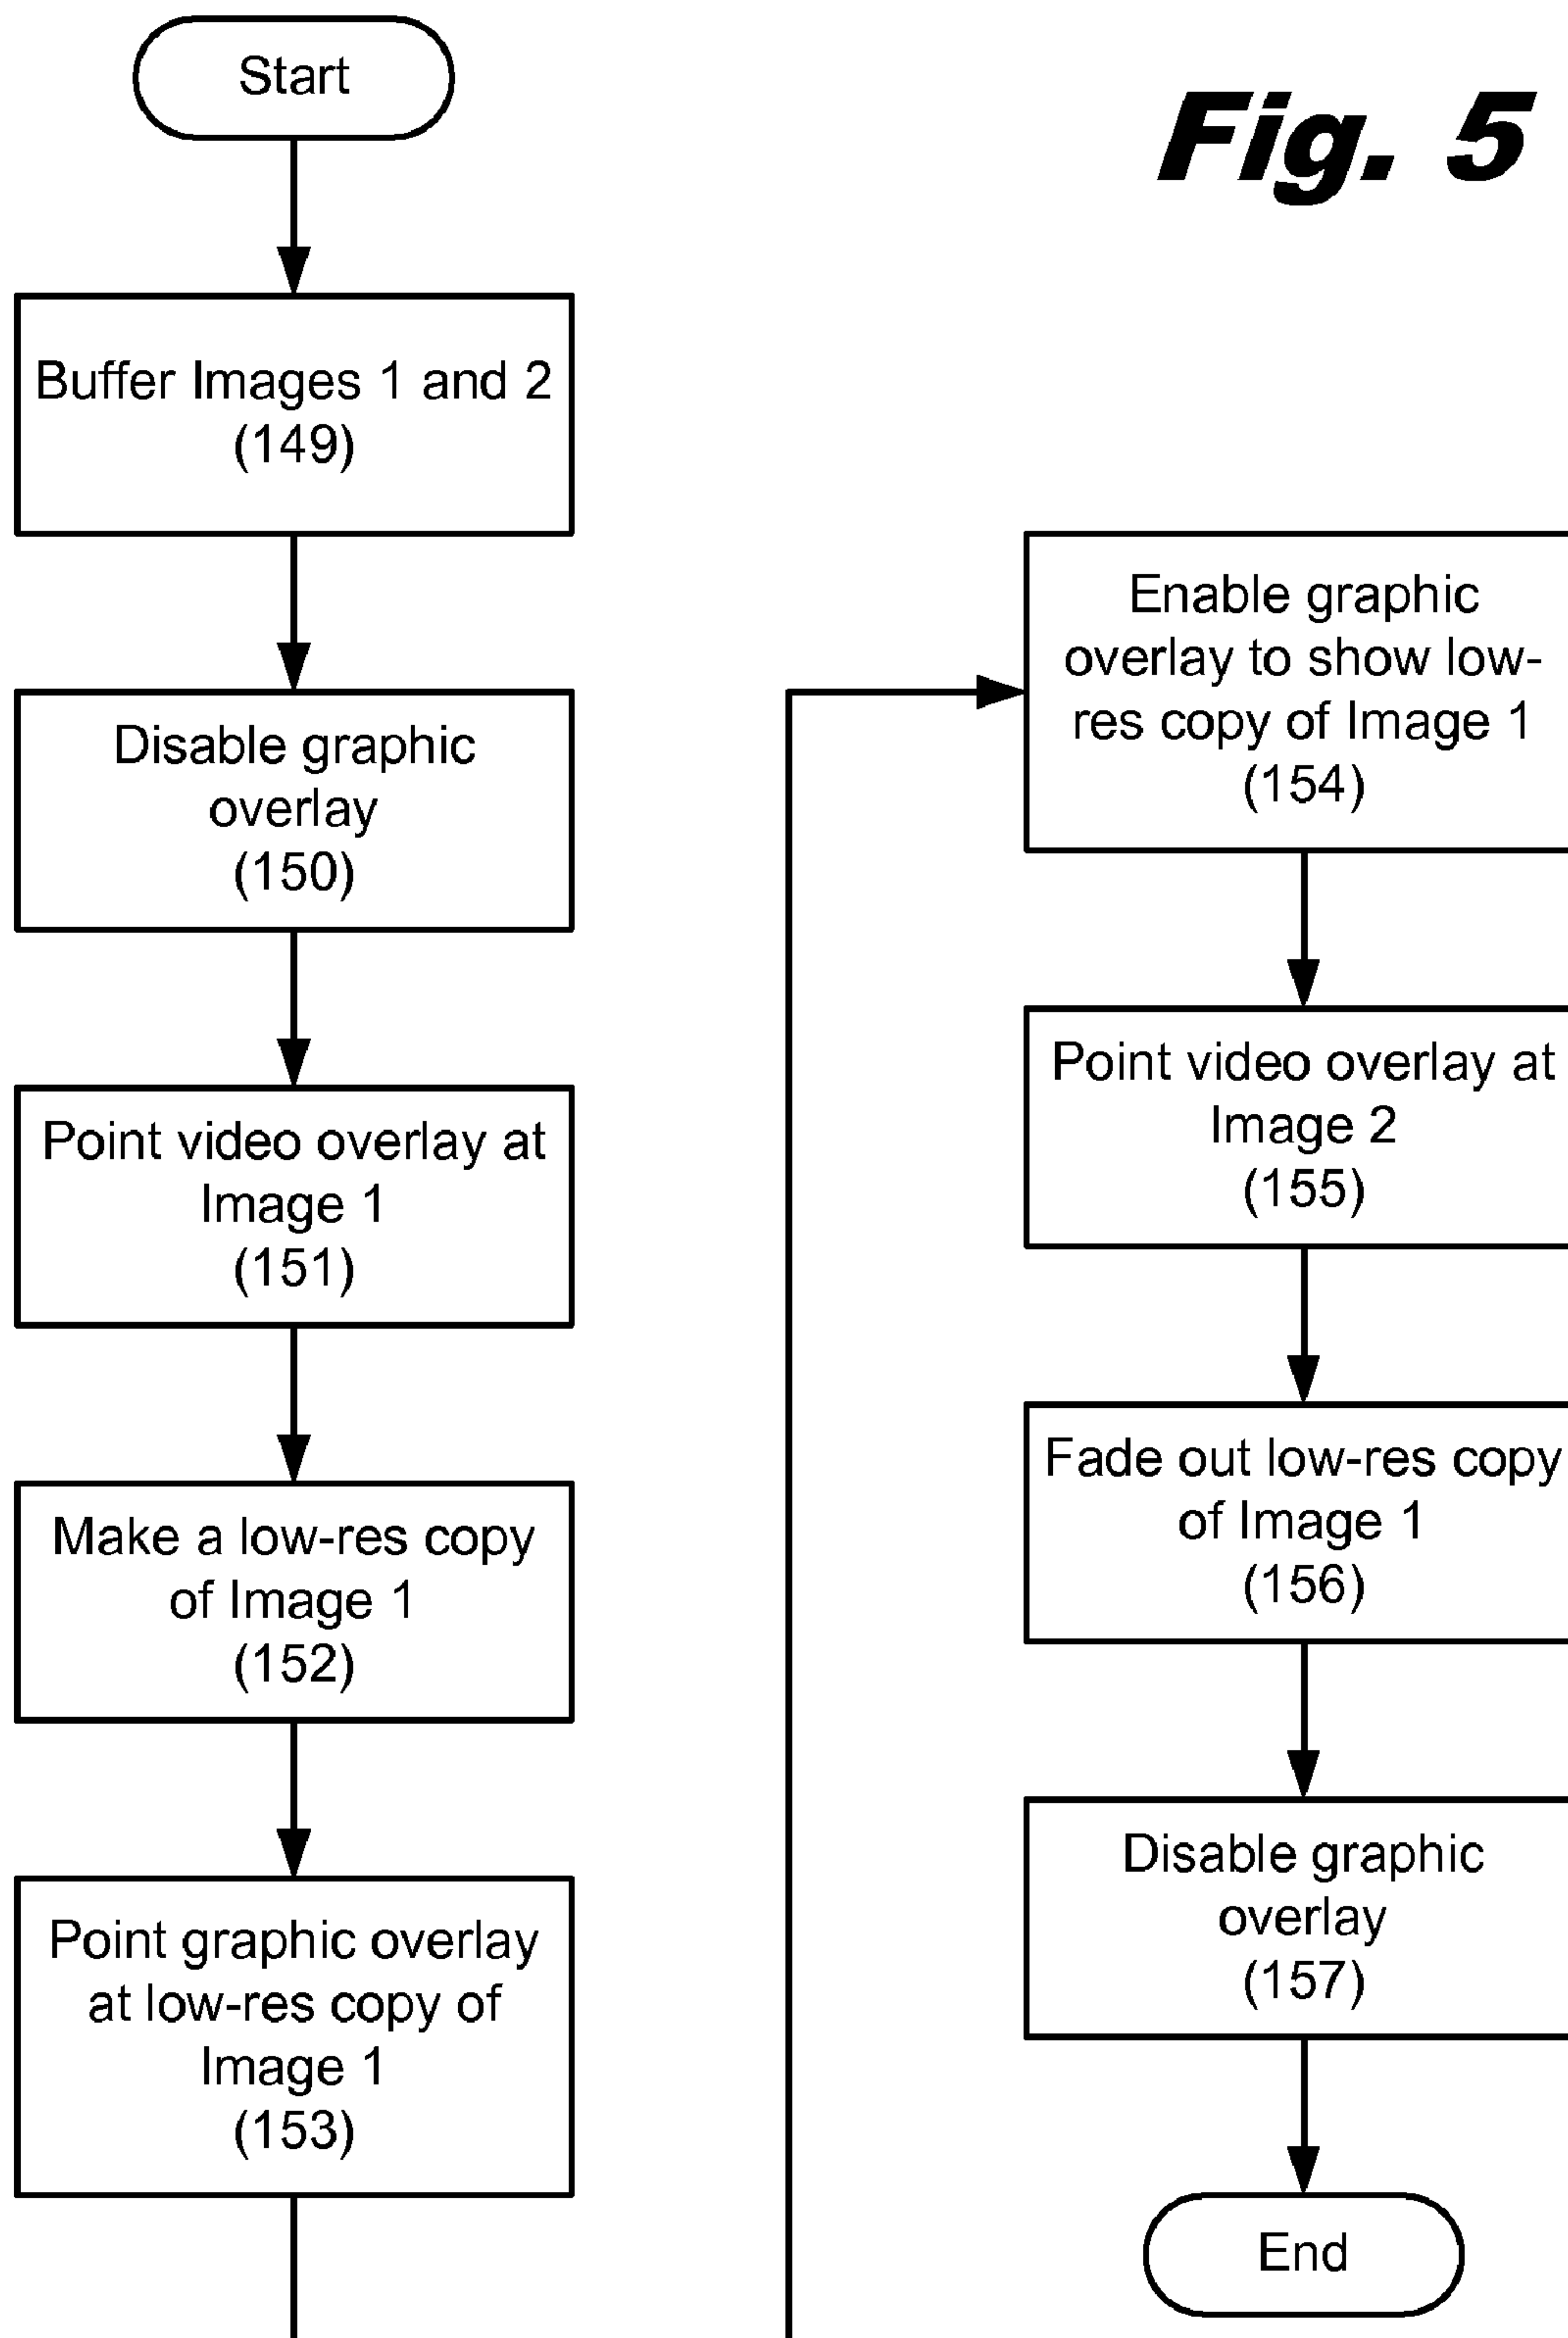 Fig. 5
Start
Buffer Images 1 and 2
(149)
Disable graphic
overlay
(150)
Point video overlay at
Image 1
(151)
Make a low-res copy
of Image 1
(152)
Point graphic overlay
at low-res copy of
Image 1
(153)
Enable graphic
overlay to show low-
res copy of Image 1
(154)
Point video overlay at
Image 2
(155)
Fade out low-res copy
of Image 1
(156)
Disable graphic
overlay
(157)
End